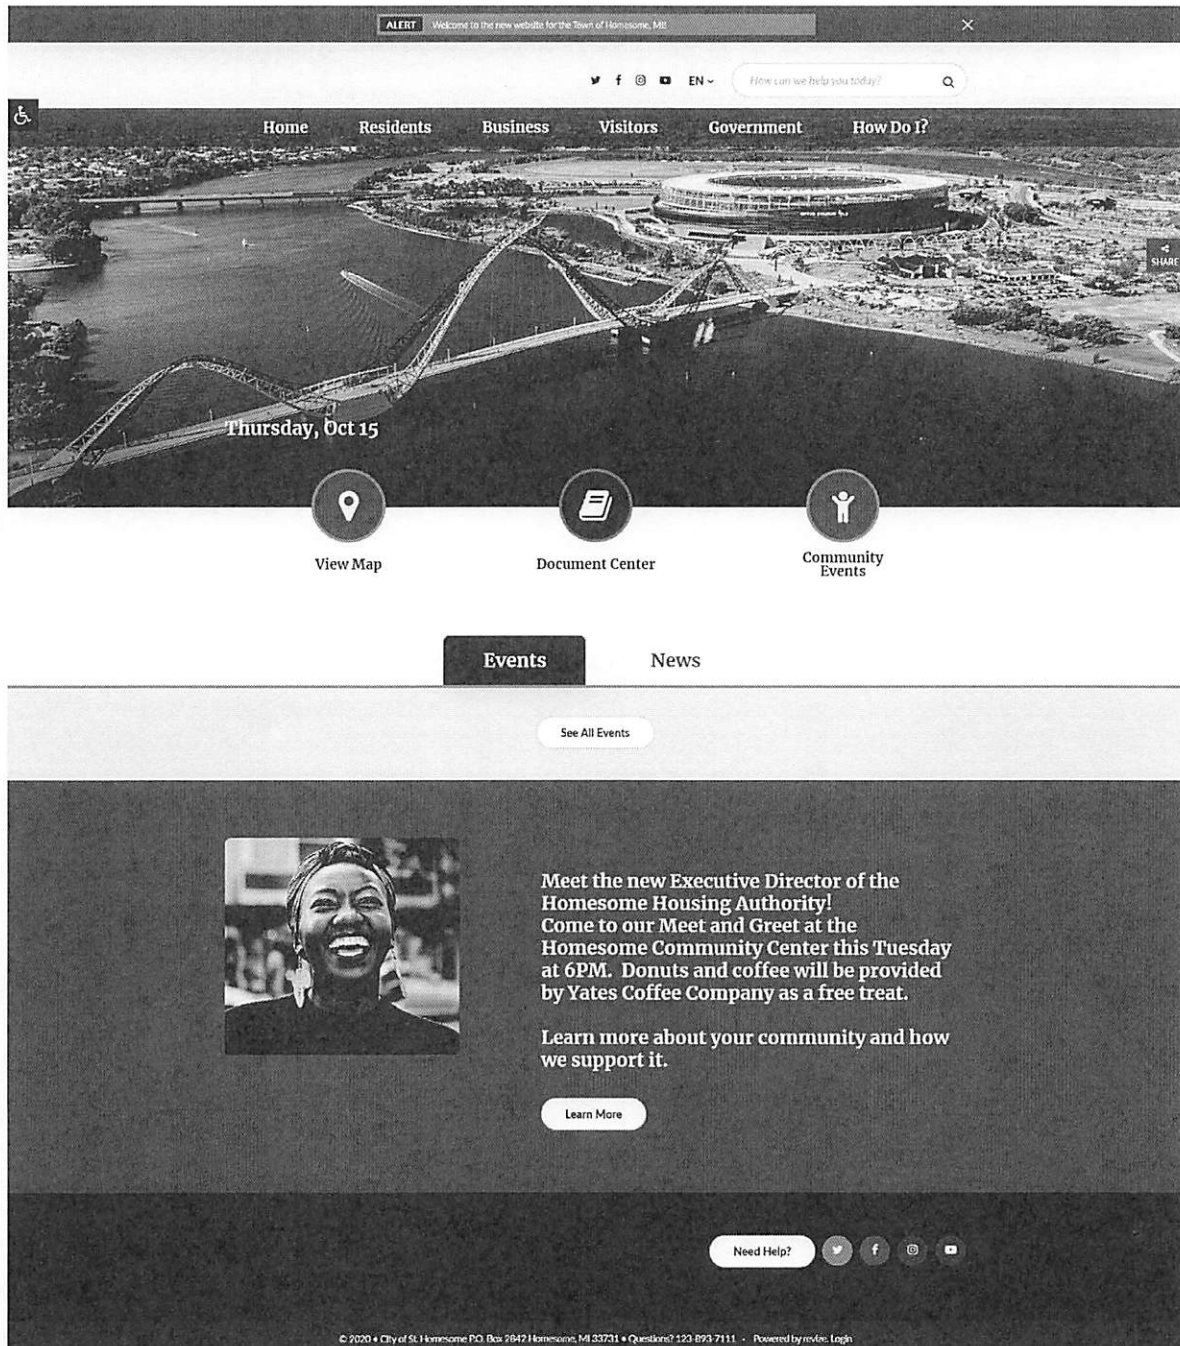 ALERT Welcome to the new website for the Town of Homesome, MI!
EN
How can we help you today?
Home Residents Business Visitors Government How Do I?
SHARE
Thursday, Oct 15
View Map Document Center Community
Events
Events News
See All Events
Meet the new Executive Director of the
Homesome Housing Authority!
Come to our Meet and Greet at the
Homesome Community Center this Tuesday
at 6PM. Donuts and coffee will be provided
by Yates Coffee Company as a free treat.
Learn more about your community and how
we support it.
Learn More
Need Help?
© 2020 • City of St. Homesome P.O. Box 2842 Homesome, MI 33731 • Questions? 123-893-7111 - Powered by revize. Login